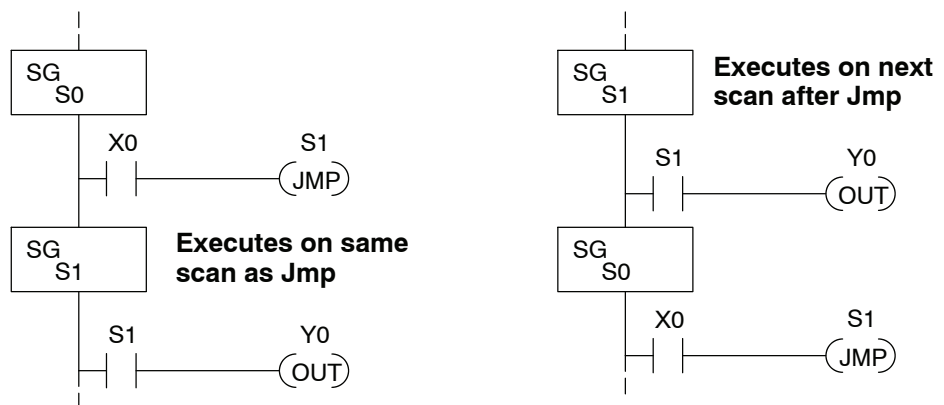 SG
S0
X0
S1
JMP
SG
S1
Executes on same
scan as Jmp
S1
Y0
OUT
SG
S1
Executes on next
scan after Jmp
S1
Y0
OUT
SG
S0
X0
S1
JMP